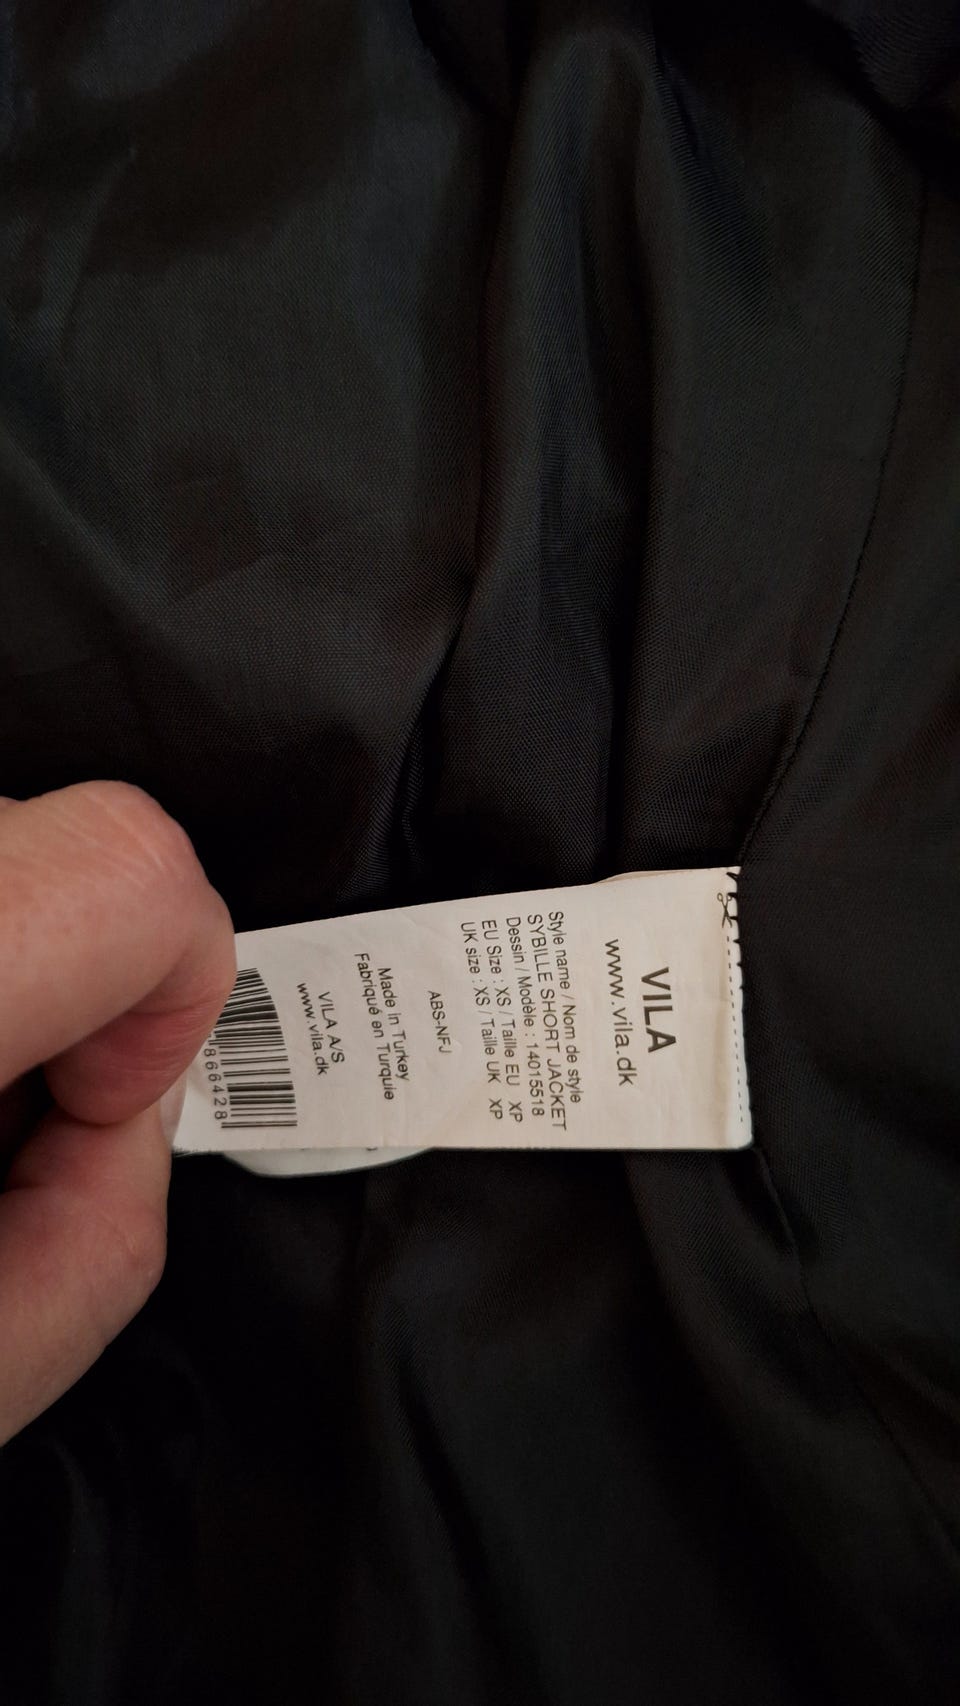 VILA
www.vila.dk
Style name / Nom de style
SYBILLE SHORT JACKET
Dessin / Modèle : 14015518
EU Size : XS / Taille EU XP
UK size : XS / Taille UK XP
ABS-NFJ
Made in Turkey
Fabriqué en Turquie
VILA A/S
www.vila.dk
866428